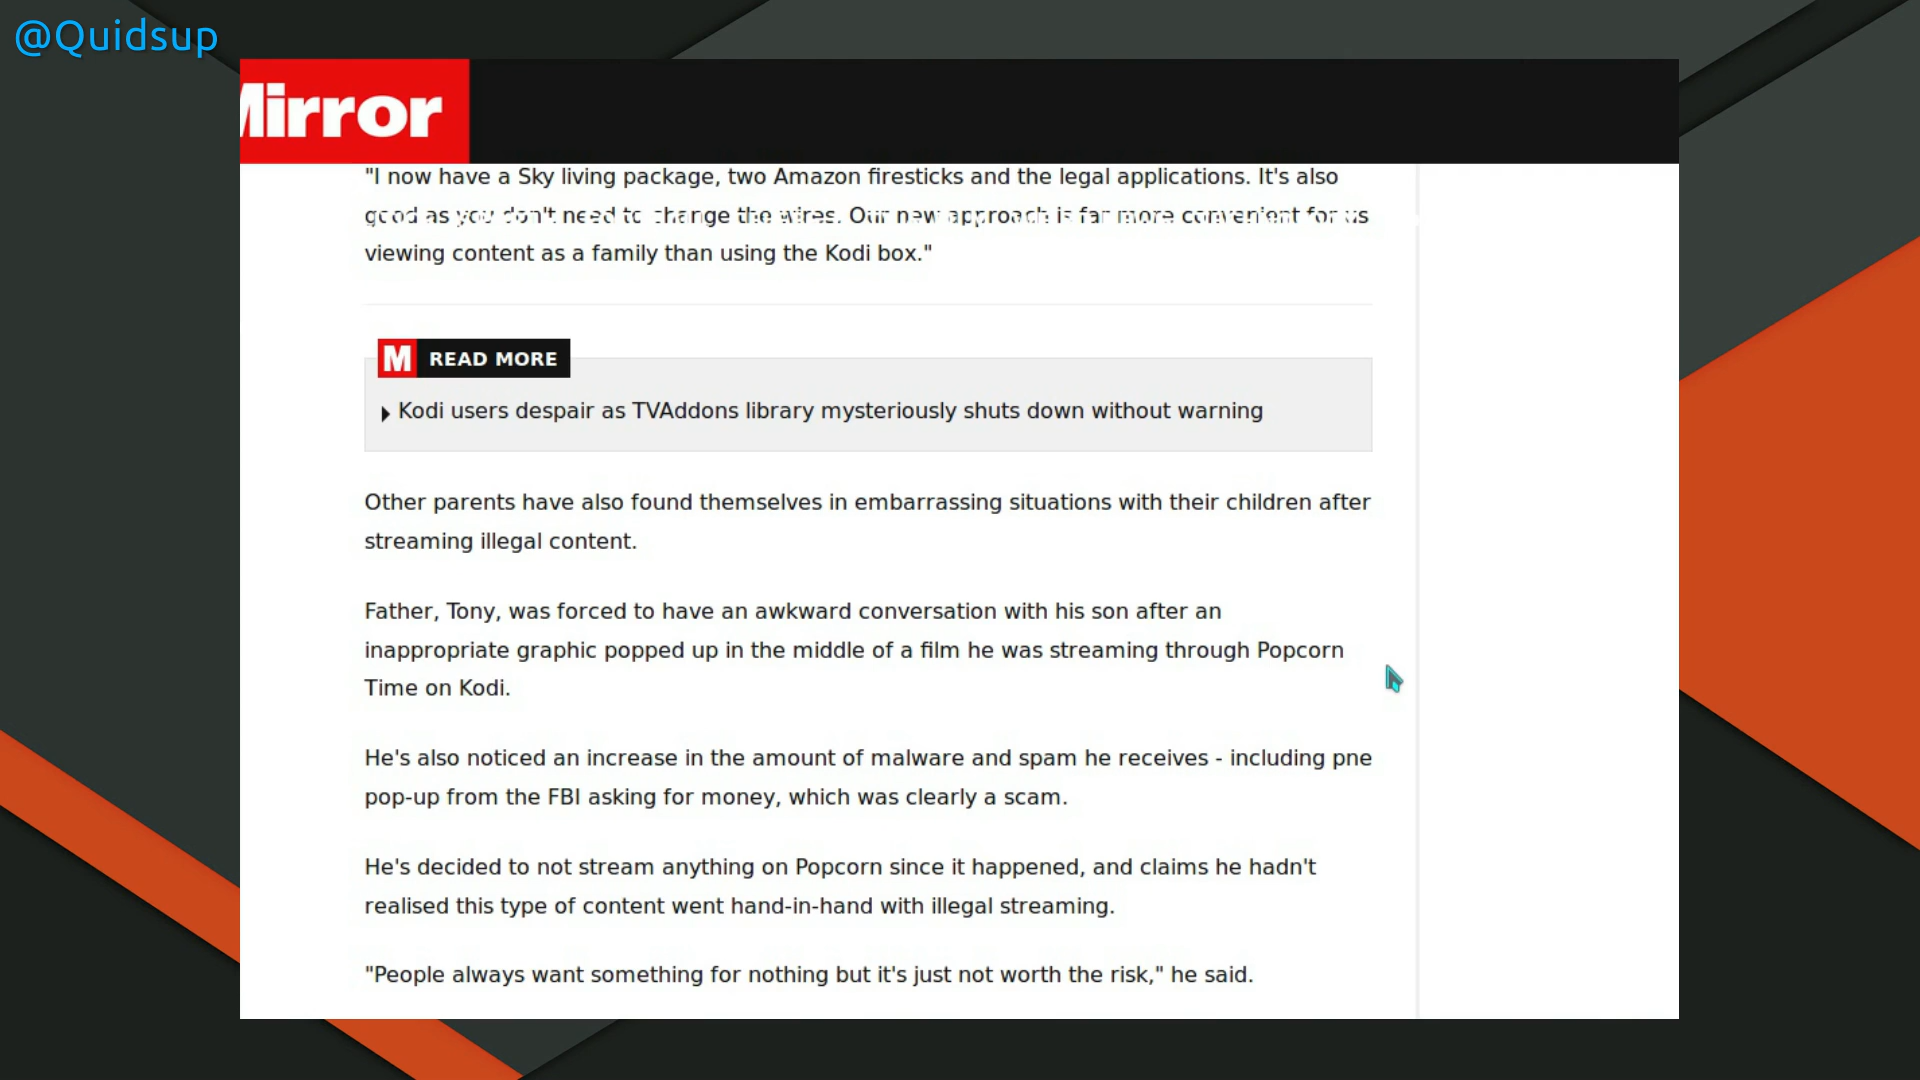 @Quidsup
Mirror
"I now have a Sky living package, two Amazon firesticks and the legal applications. It's also
good as you don't need to change the wires. Our new approach is far more convenient for us
viewing content as a family than using the Kodi box."
M READ MORE
Kodi users despair as TVAddons library mysteriously shuts down without warning
Other parents have also found themselves in embarrassing situations with their children after
streaming illegal content.
Father, Tony, was forced to have an awkward conversation with his son after an
inappropriate graphic popped up in the middle of a film he was streaming through Popcorn
Time on Kodi.
He's also noticed an increase in the amount of malware and spam he receives - including pne
pop-up from the FBI asking for money, which was clearly a scam.
He's decided to not stream anything on Popcorn since it happened, and claims he hadn't
realised this type of content went hand-in-hand with illegal streaming.
"People always want something for nothing but it's just not worth the risk," he said.